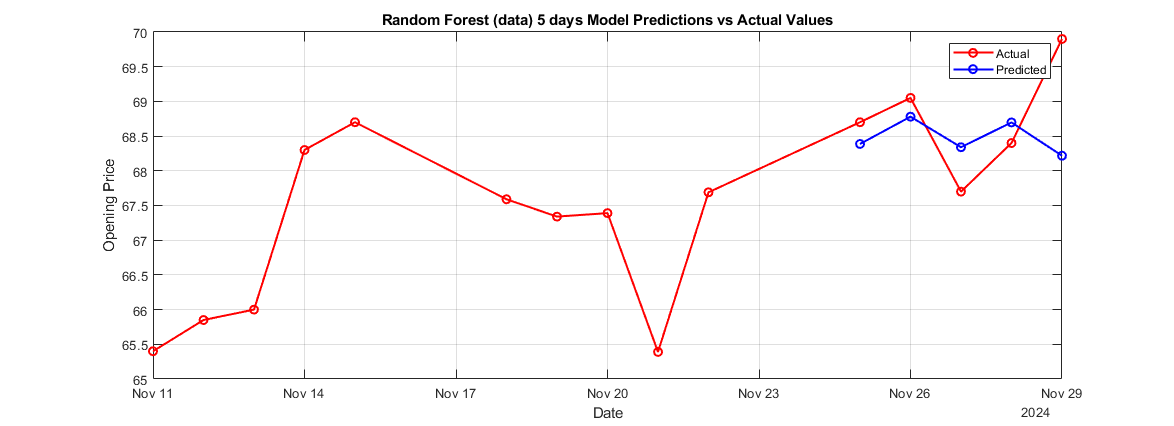 Random Forest (data) 5 days Model Predictions vs Actual Values
Opening Price
70
69.5
69
68.5
68
67.5
67
66.5
66
65.5
65
Actual
Predicted
Nov 11 Nov 14 Nov 17 Nov 20 Nov 23 Nov 26 Nov 29
Date
2024